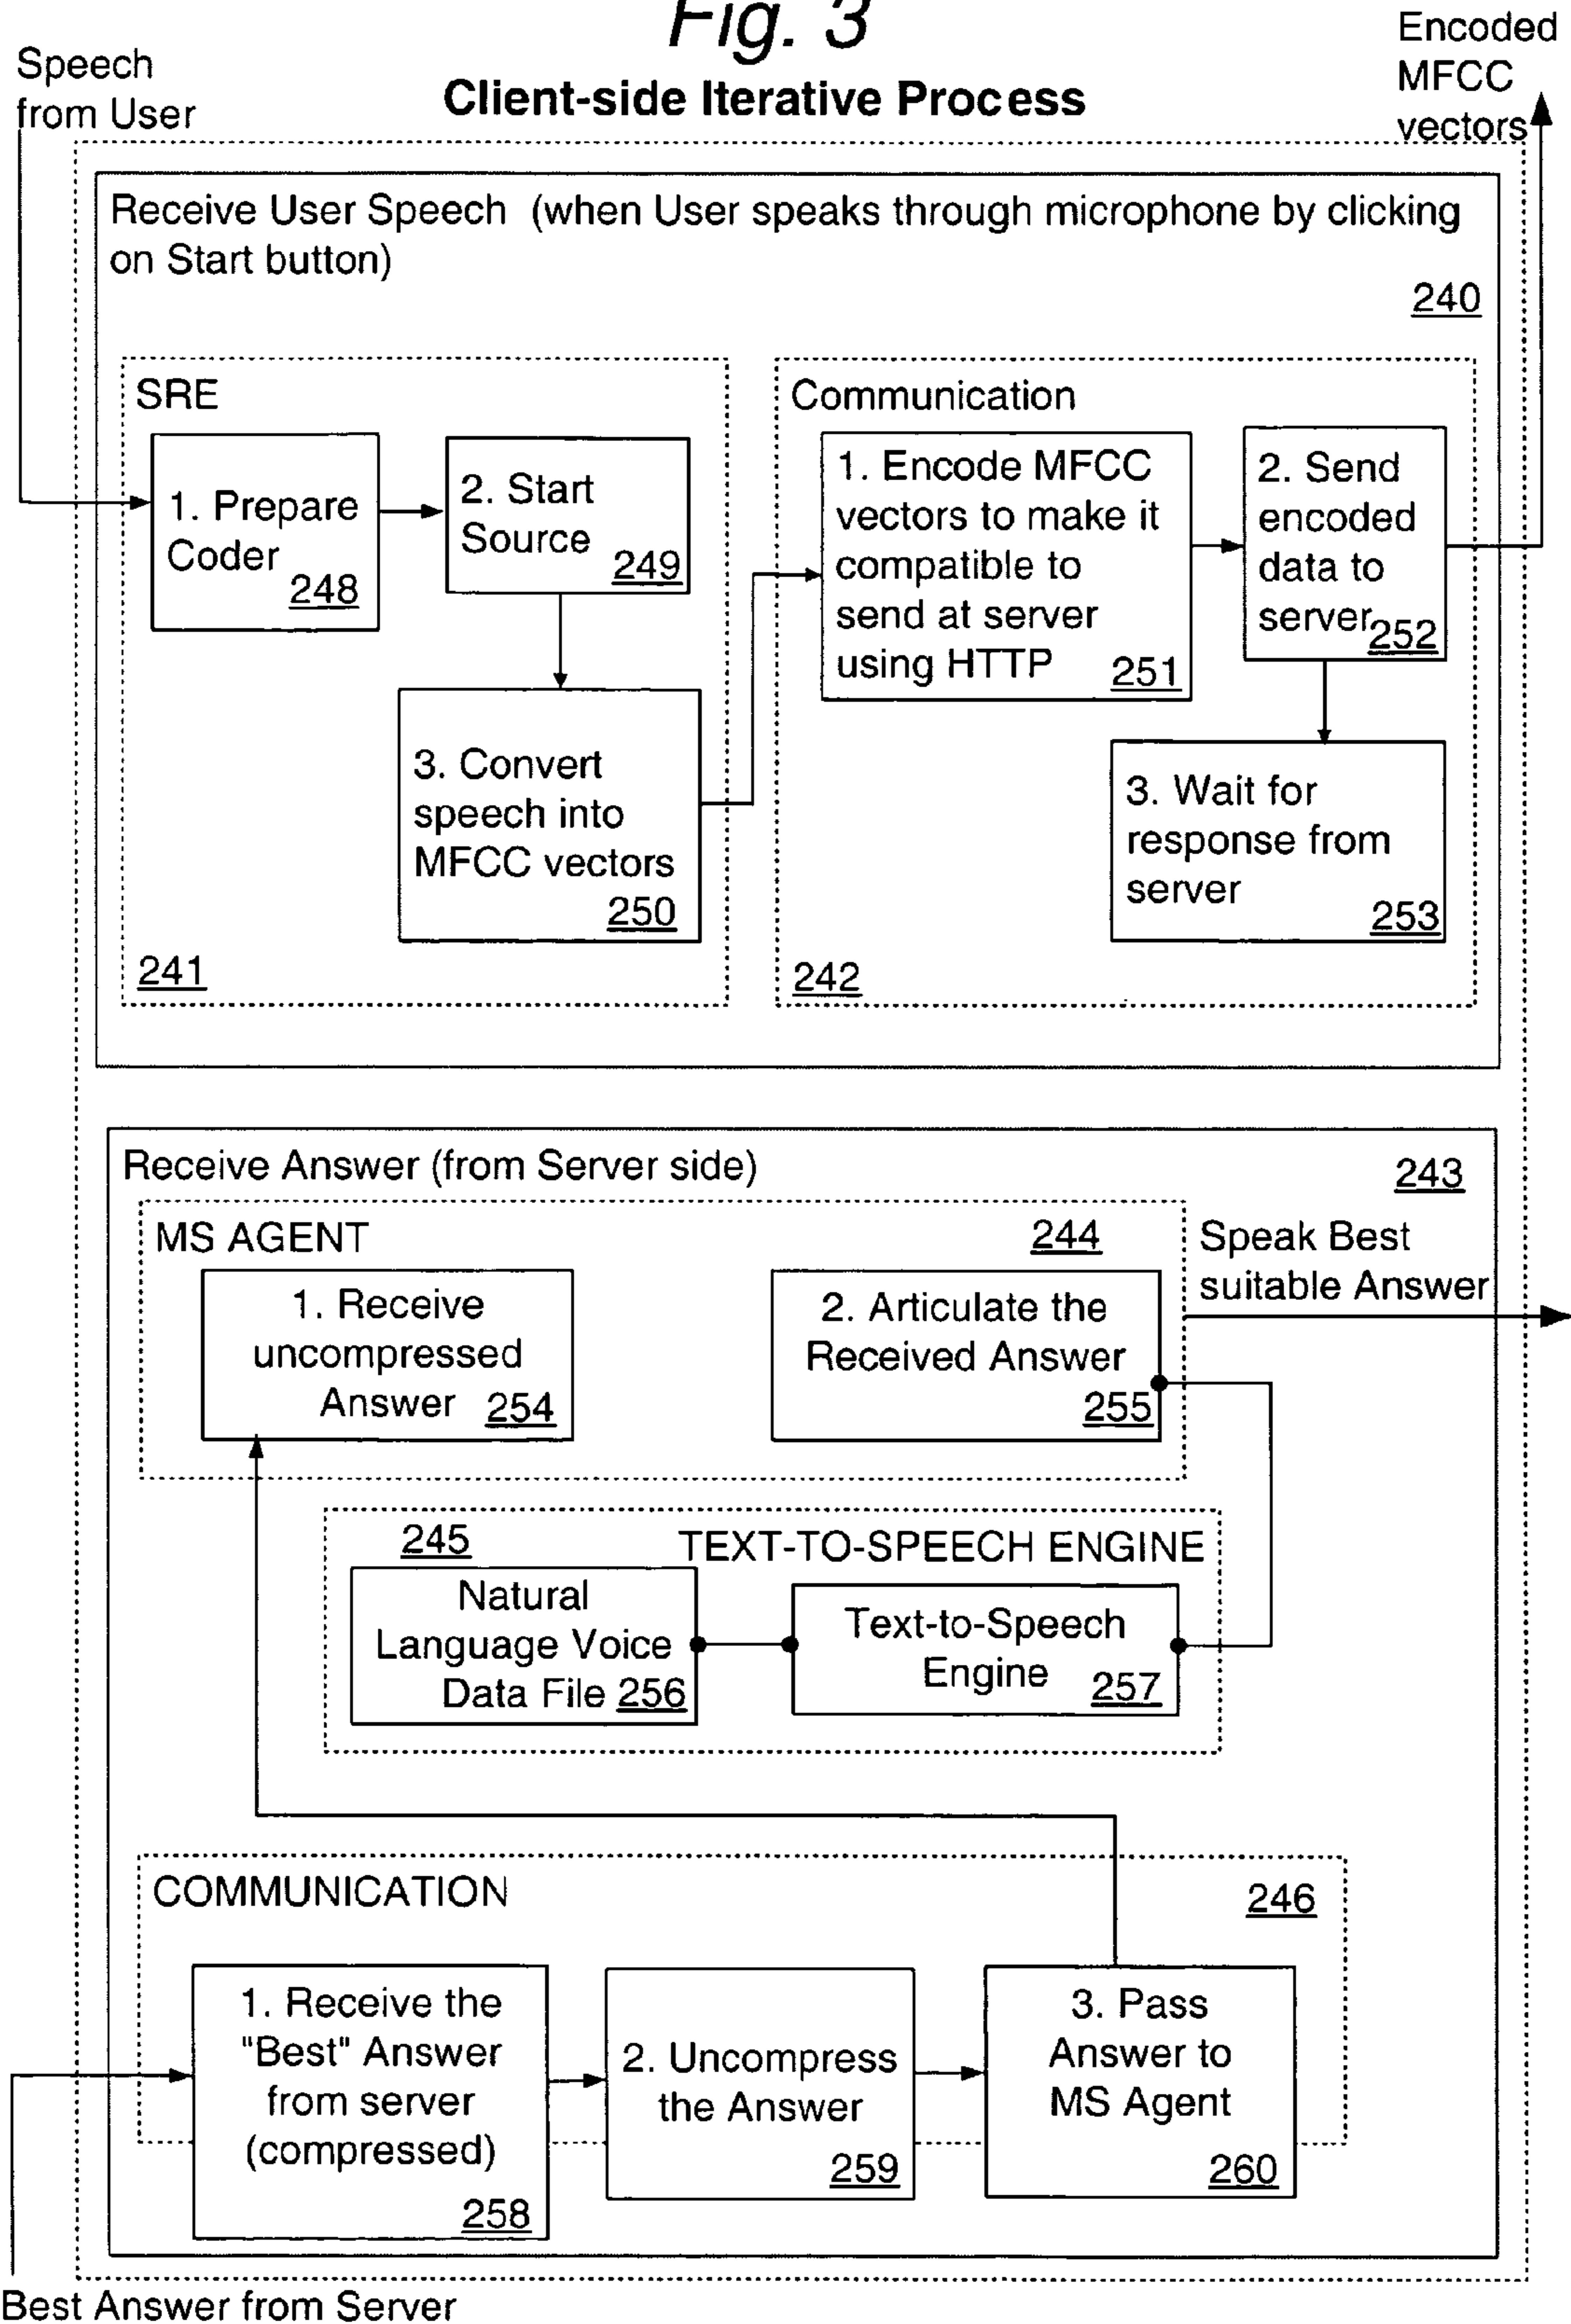 Fig. 3
Client-side Iterative Process
Speech
from User
Encoded
MFCC
vectors
Receive User Speech (when User speaks through microphone by clicking
on Start button)
240
SRE
1. Prepare
Coder
248
2. Start
Source
249
3. Convert
speech into
MFCC vectors
250
241
Communication
1. Encode MFCC
vectors to make it
compatible to
send at server
using HTTP
251
2. Send
encoded
data to
server
252
3. Wait for
response from
server
253
242
Receive Answer (from Server side)
243
MS AGENT
244
1. Receive
uncompressed
Answer 254
2. Articulate the
Received Answer
255
Speak Best
suitable Answer
245
TEXT-TO-SPEECH ENGINE
Natural
Language Voice
Data File 256
Text-to-Speech
Engine
257
COMMUNICATION
246
1. Receive the
"Best" Answer
from server
(compressed)
258
2. Uncompress
the Answer
259
3. Pass
Answer to
MS Agent
260
Best Answer from Server